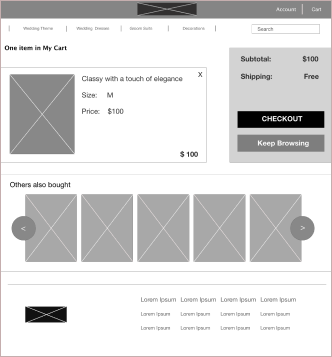 Account Cart
Wedding Theme Wedding Dresses Groom Suits Decorations Search
One item in My Cart
Subtotal: $100
Shipping: Free
X
Classy with a touch of elegance
Size: M
Price: $100
CHECKOUT
Keep Browsing
$ 100
Others also bought
< >
Lorem Ipsum Lorem Ipsum Lorem Ipsum Lorem Ipsum
Lorem Ipsum Lorem Ipsum Lorem Ipsum Lorem Ipsum
Lorem Ipsum Lorem Ipsum Lorem Ipsum Lorem Ipsum